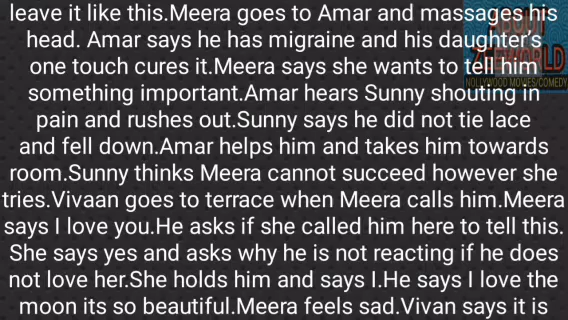 leave it like this.Meera goes to Amar and massages his
head. Amar says he has migraine and his daughter's
one touch cures it.Meera says she wants to tell him
something important.Amar hears Sunny shouting in
pain and rushes out.Sunny says he did not tie lace
and fell down.Amar helps him and takes him towards
room.Sunny thinks Meera cannot succeed however she
tries.Vivaan goes to terrace when Meera calls him.Meera
says I love you.He asks if she called him here to tell this.
She says yes and asks why he is not reacting if he does
not love her.She holds him and says I.He says I love the
moon its so beautiful.Meera feels sad.Vivan says it is
ABOUT
ZEEWORLD
NOLLYWOOD MOVIES/COMEDY